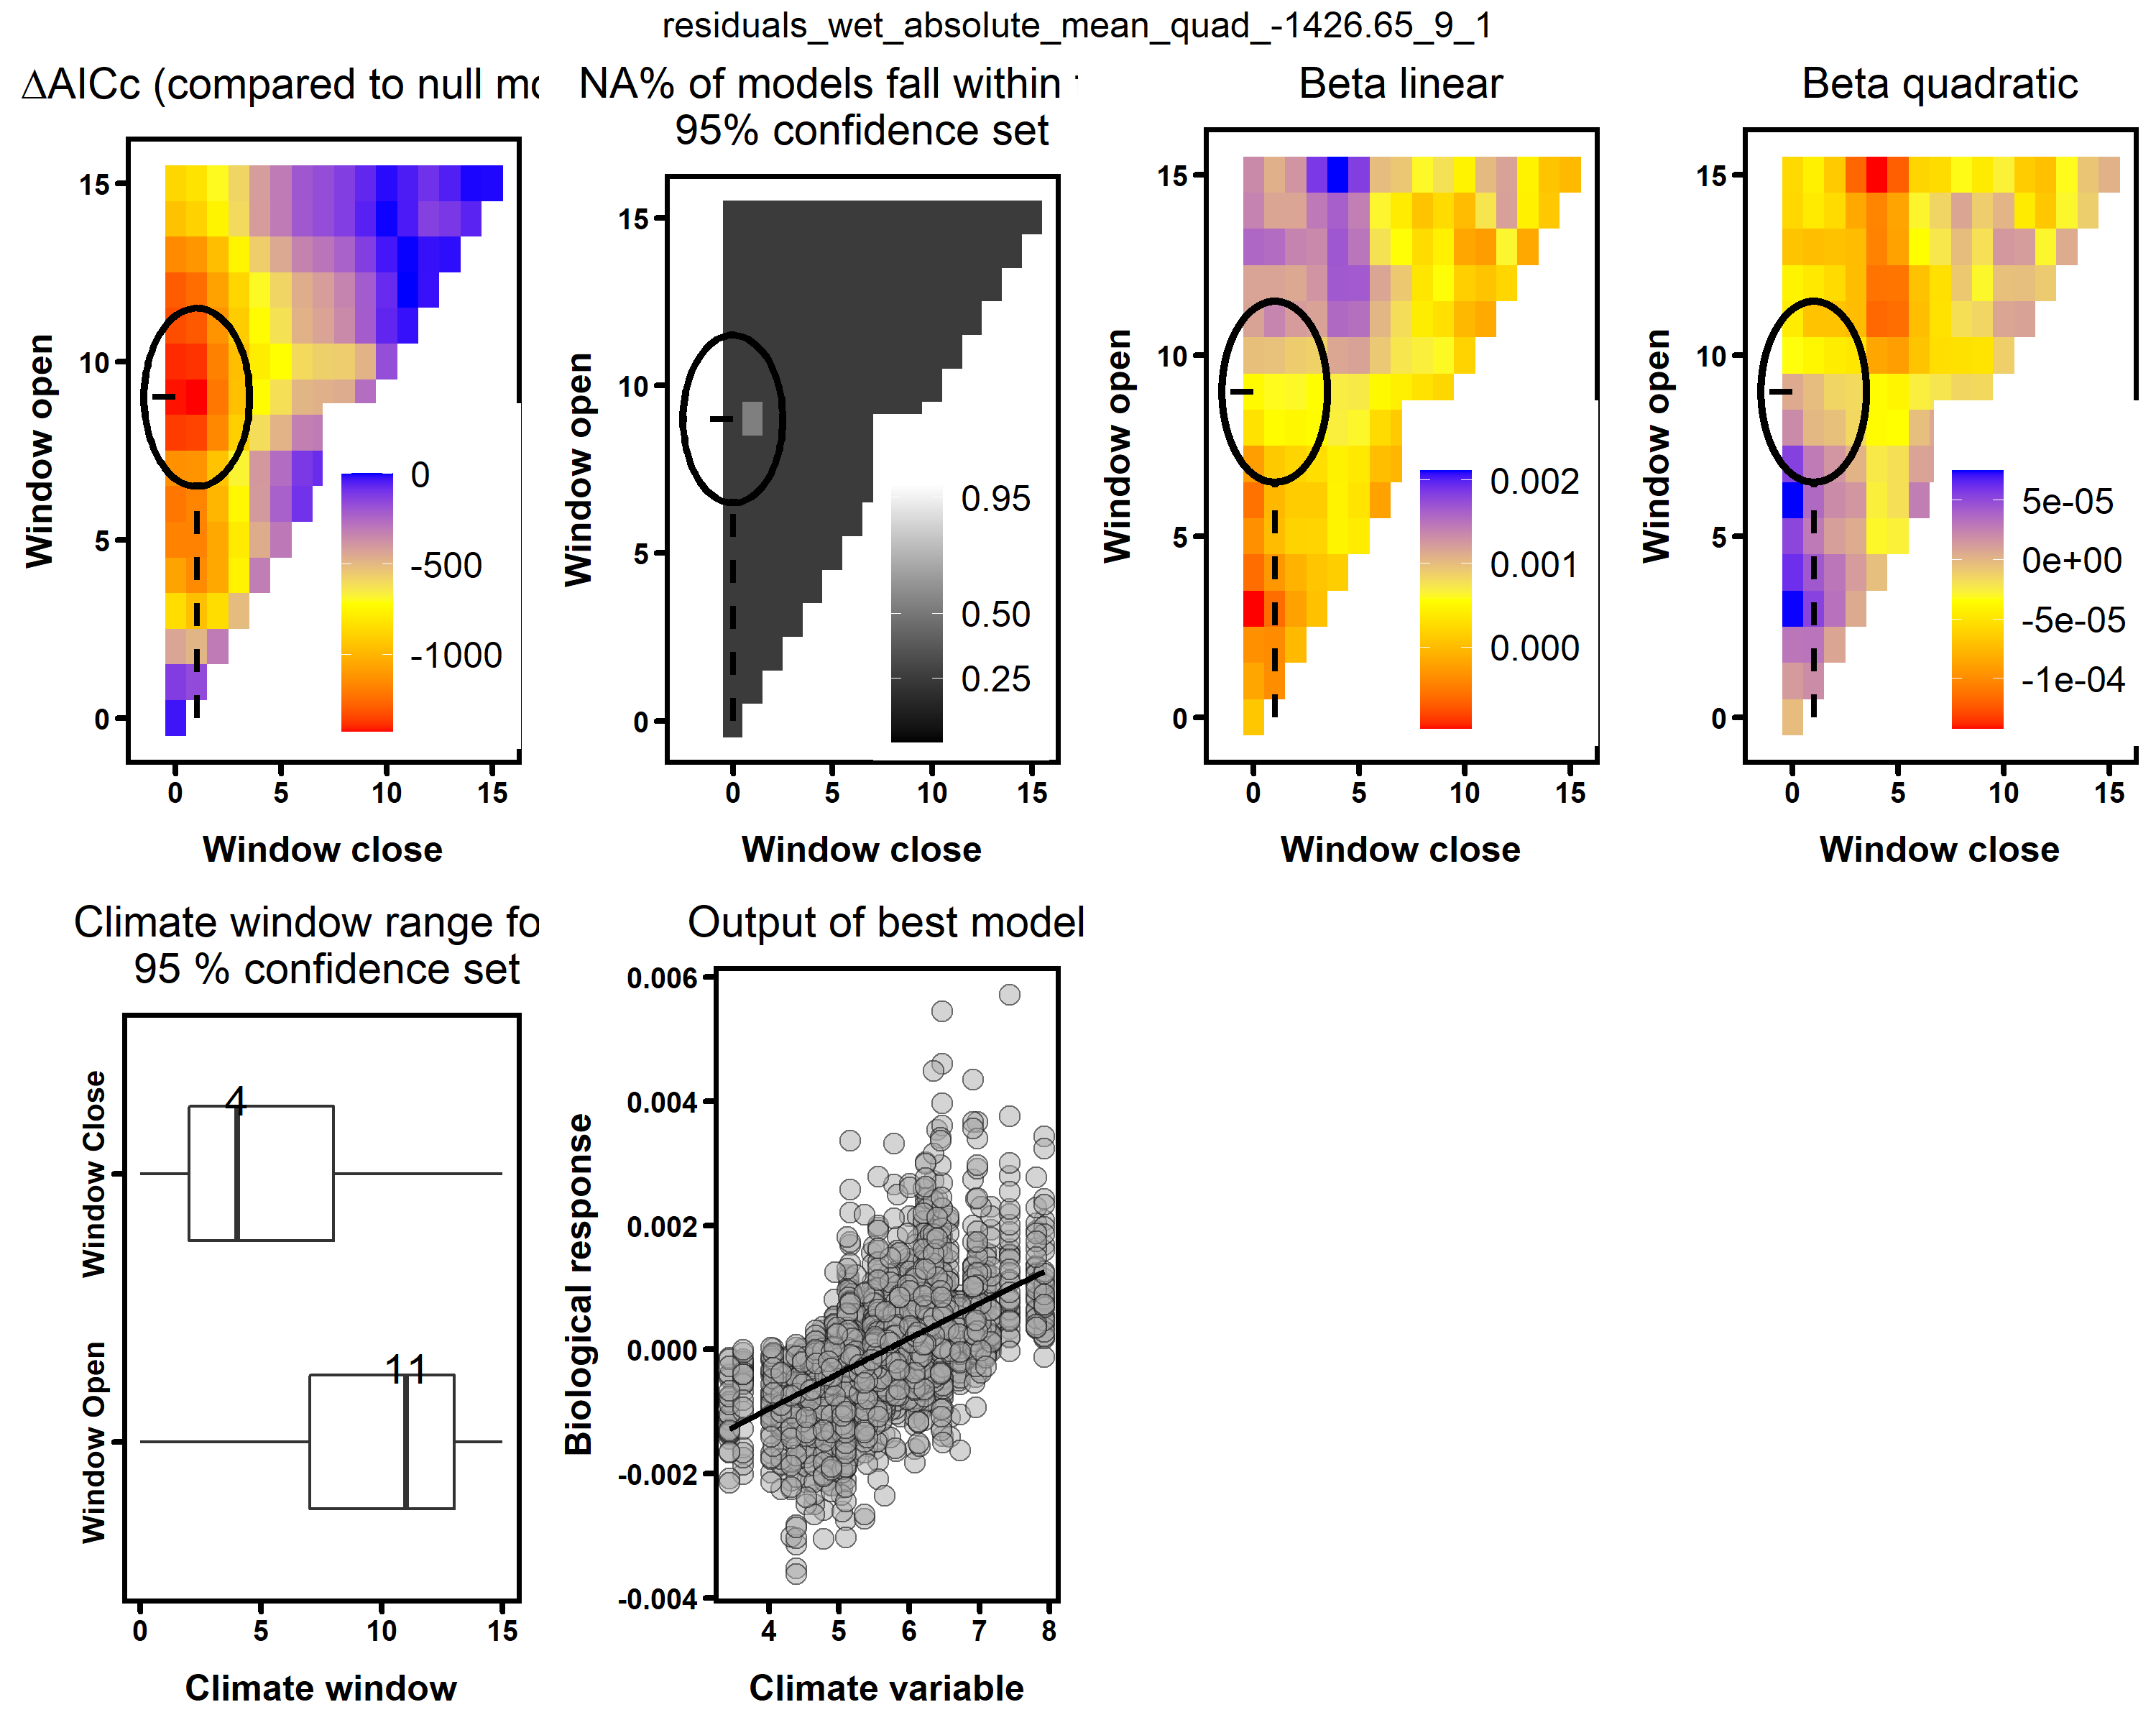 residuals_wet_absolute_mean_quad_-1426.65_9_1
ΔAICc (compared to null mo
Window open
15
10
5
0
0
-500
-1000
0 5 10 15
Window close
NA% of models fall within
95% confidence set
Window open
15
10
5
0
0.95
0.50
0.25
0 5 10 15
Window close
Beta linear
Window open
15
10
5
0
0.002
0.001
0.000
0 5 10 15
Window close
Beta quadratic
Window open
15
10
5
0
5e-05
0e+00
-5e-05
-1e-04
0 5 10 15
Window close
Climate window range fo
95 % confidence set
Window Close
4
Window Open
11
0 5 10 15
Climate window
Output of best model
Biological response
0.006
0.004
0.002
0.000
-0.002
-0.004
4 5 6 7 8
Climate variable